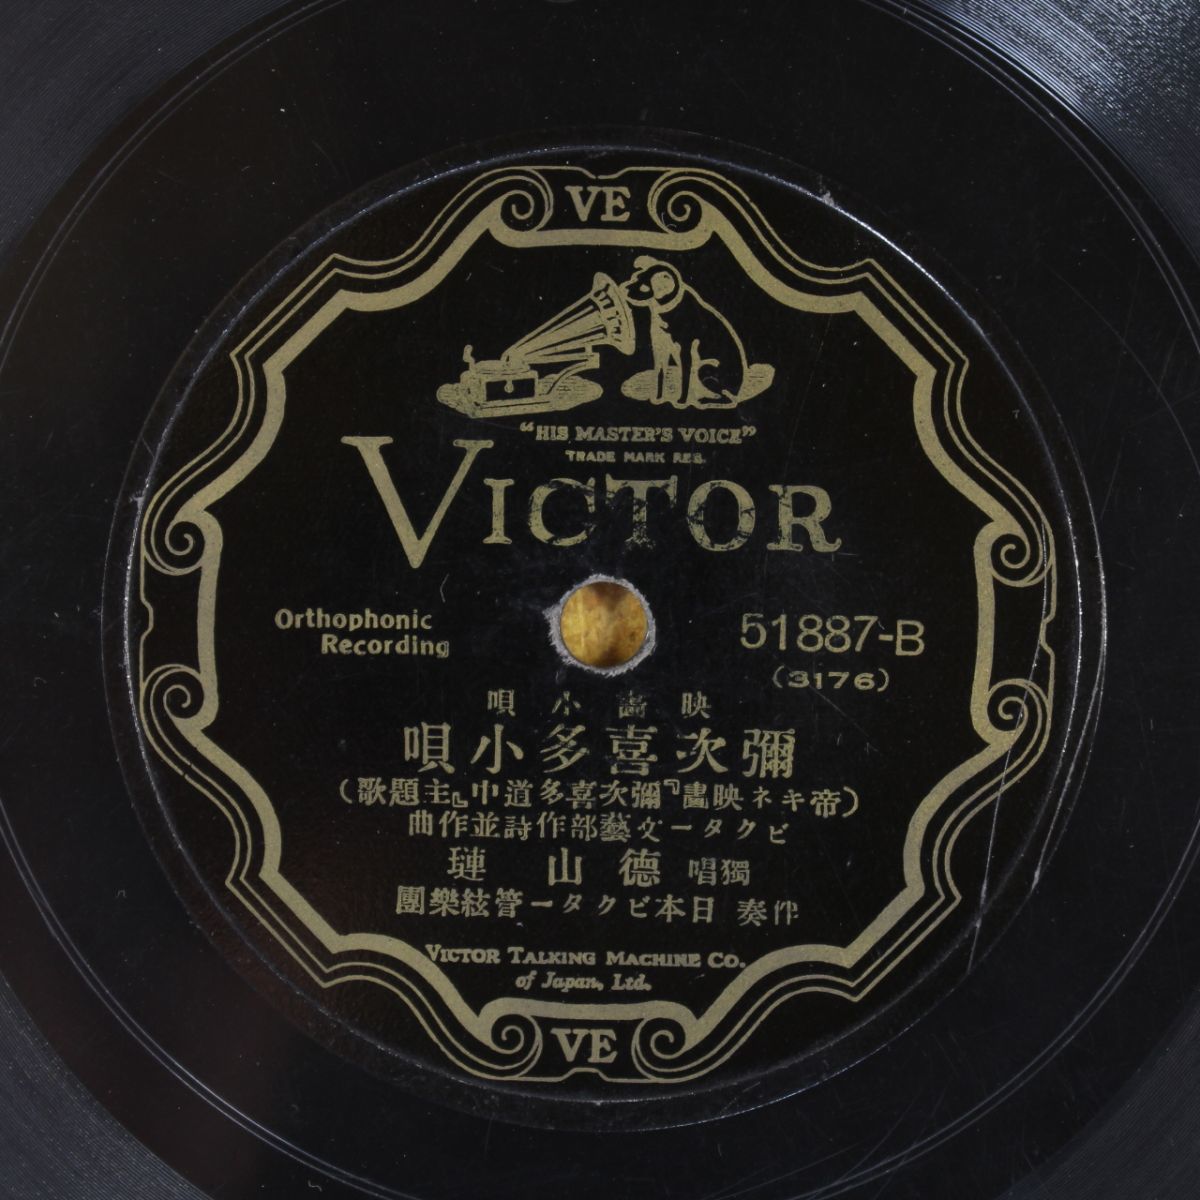 VE
"HIS MASTER'S VOICE"
TRADE MARK REG.
VICTOR
Orthophonic
Recording
51887-B
(3176)
映畫小唄
彌次喜多小唄
(帝キネ映畫『彌次喜多道中』主題歌)
ビクター文藝部作詩並作曲
獨唱 德山 璉
伴奏 日本ビクター管絃樂團
VICTOR TALKING MACHINE CO.
of Japan, Ltd.
VE